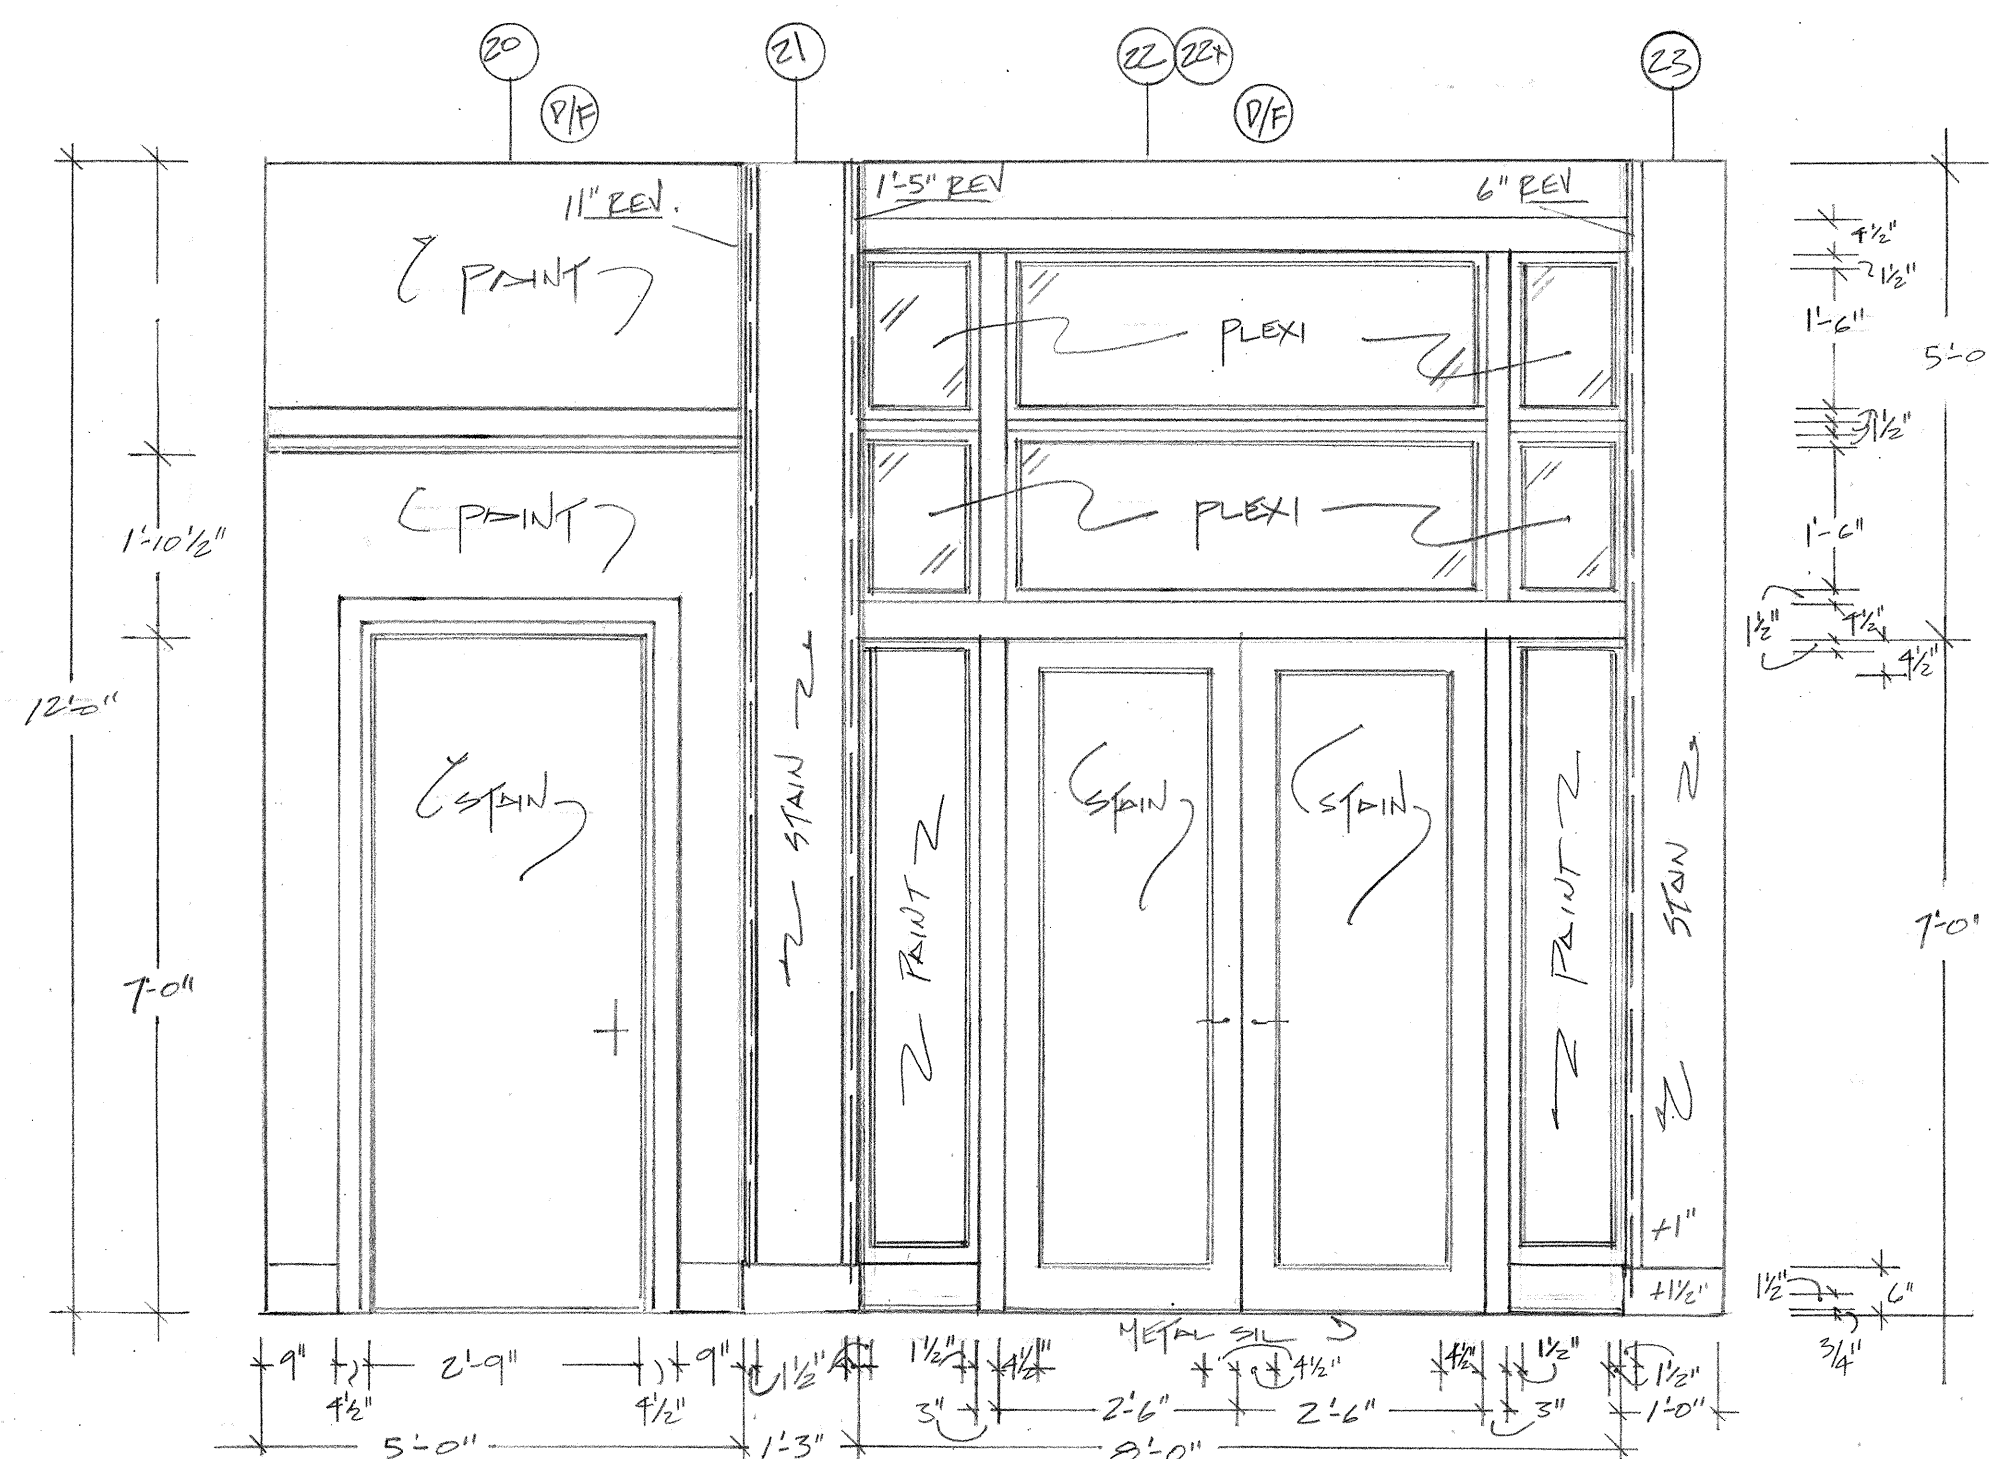 20 21 22 22x 23
D/F D/F
11" REV. 1'-5" REV 6" REV
4½"
PAINT
1½"
PLEXI 1'-6"
5'-0
1½"
PAINT PLEXI
1'-10½" 1'-6"
1½" 4½"
4½"
12'-0"
STAIN STAIN STAIN STAIN
PAINT PAINT STAIN
7'-0" 7'-0"
+1"
+1½" 1½" 6"
METAL SIL
3/4"
9" 2'-9" 9" 1½" 1½" 4½" 4½" 4½" 1½" 1½"
4½" 4½" 3" 2'-6" 2'-6" 3" 1'-0"
5'-0" 1'-3" 8'-0"